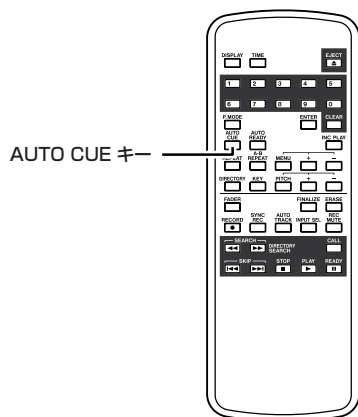 DISPLAY TIME EJECT
1 2 3 4 5
6 7 8 9 0
P.MODE ENTER CLEAR
AUTO CUE AUTO READY INC PLAY
AUTO CUE キー
REPEAT A-B REPEAT MENU + −
DIRECTORY KEY PITCH + −
FADER FINALIZE ERASE
RECORD SYNC REC AUTO TRACK INPUT SEL REC MUTE
SEARCH DIRECTORY SEARCH CALL
SKIP STOP PLAY READY